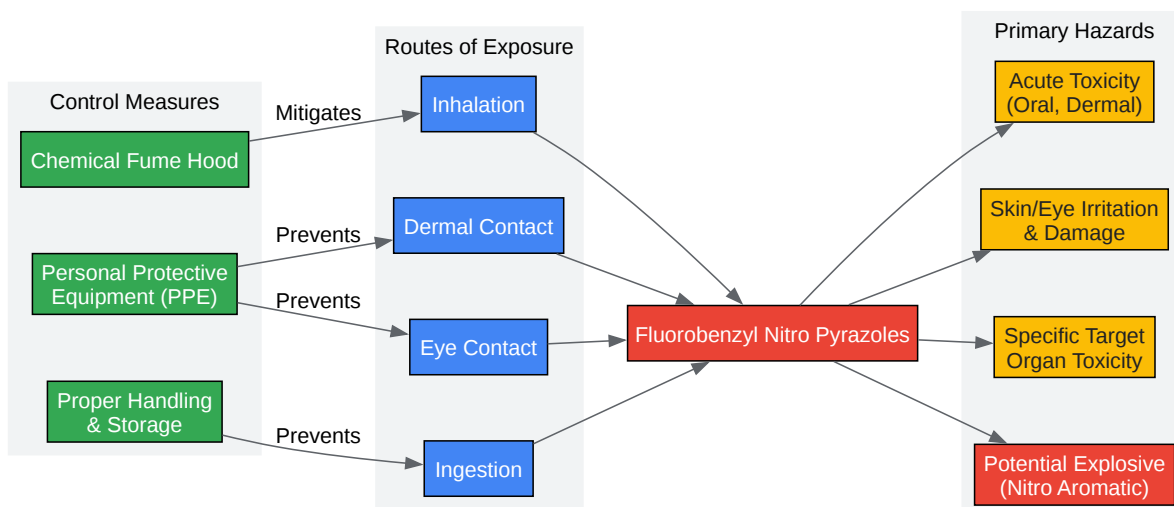 Control Measures
Chemical Fume Hood
Personal Protective
Equipment (PPE)
Proper Handling
& Storage
Mitigates
Prevents
Prevents
Prevents
Routes of Exposure
Inhalation
Dermal Contact
Eye Contact
Ingestion
Fluorobenzyl Nitro Pyrazoles
Primary Hazards
Acute Toxicity
(Oral, Dermal)
Skin/Eye Irritation
& Damage
Specific Target
Organ Toxicity
Potential Explosive
(Nitro Aromatic)